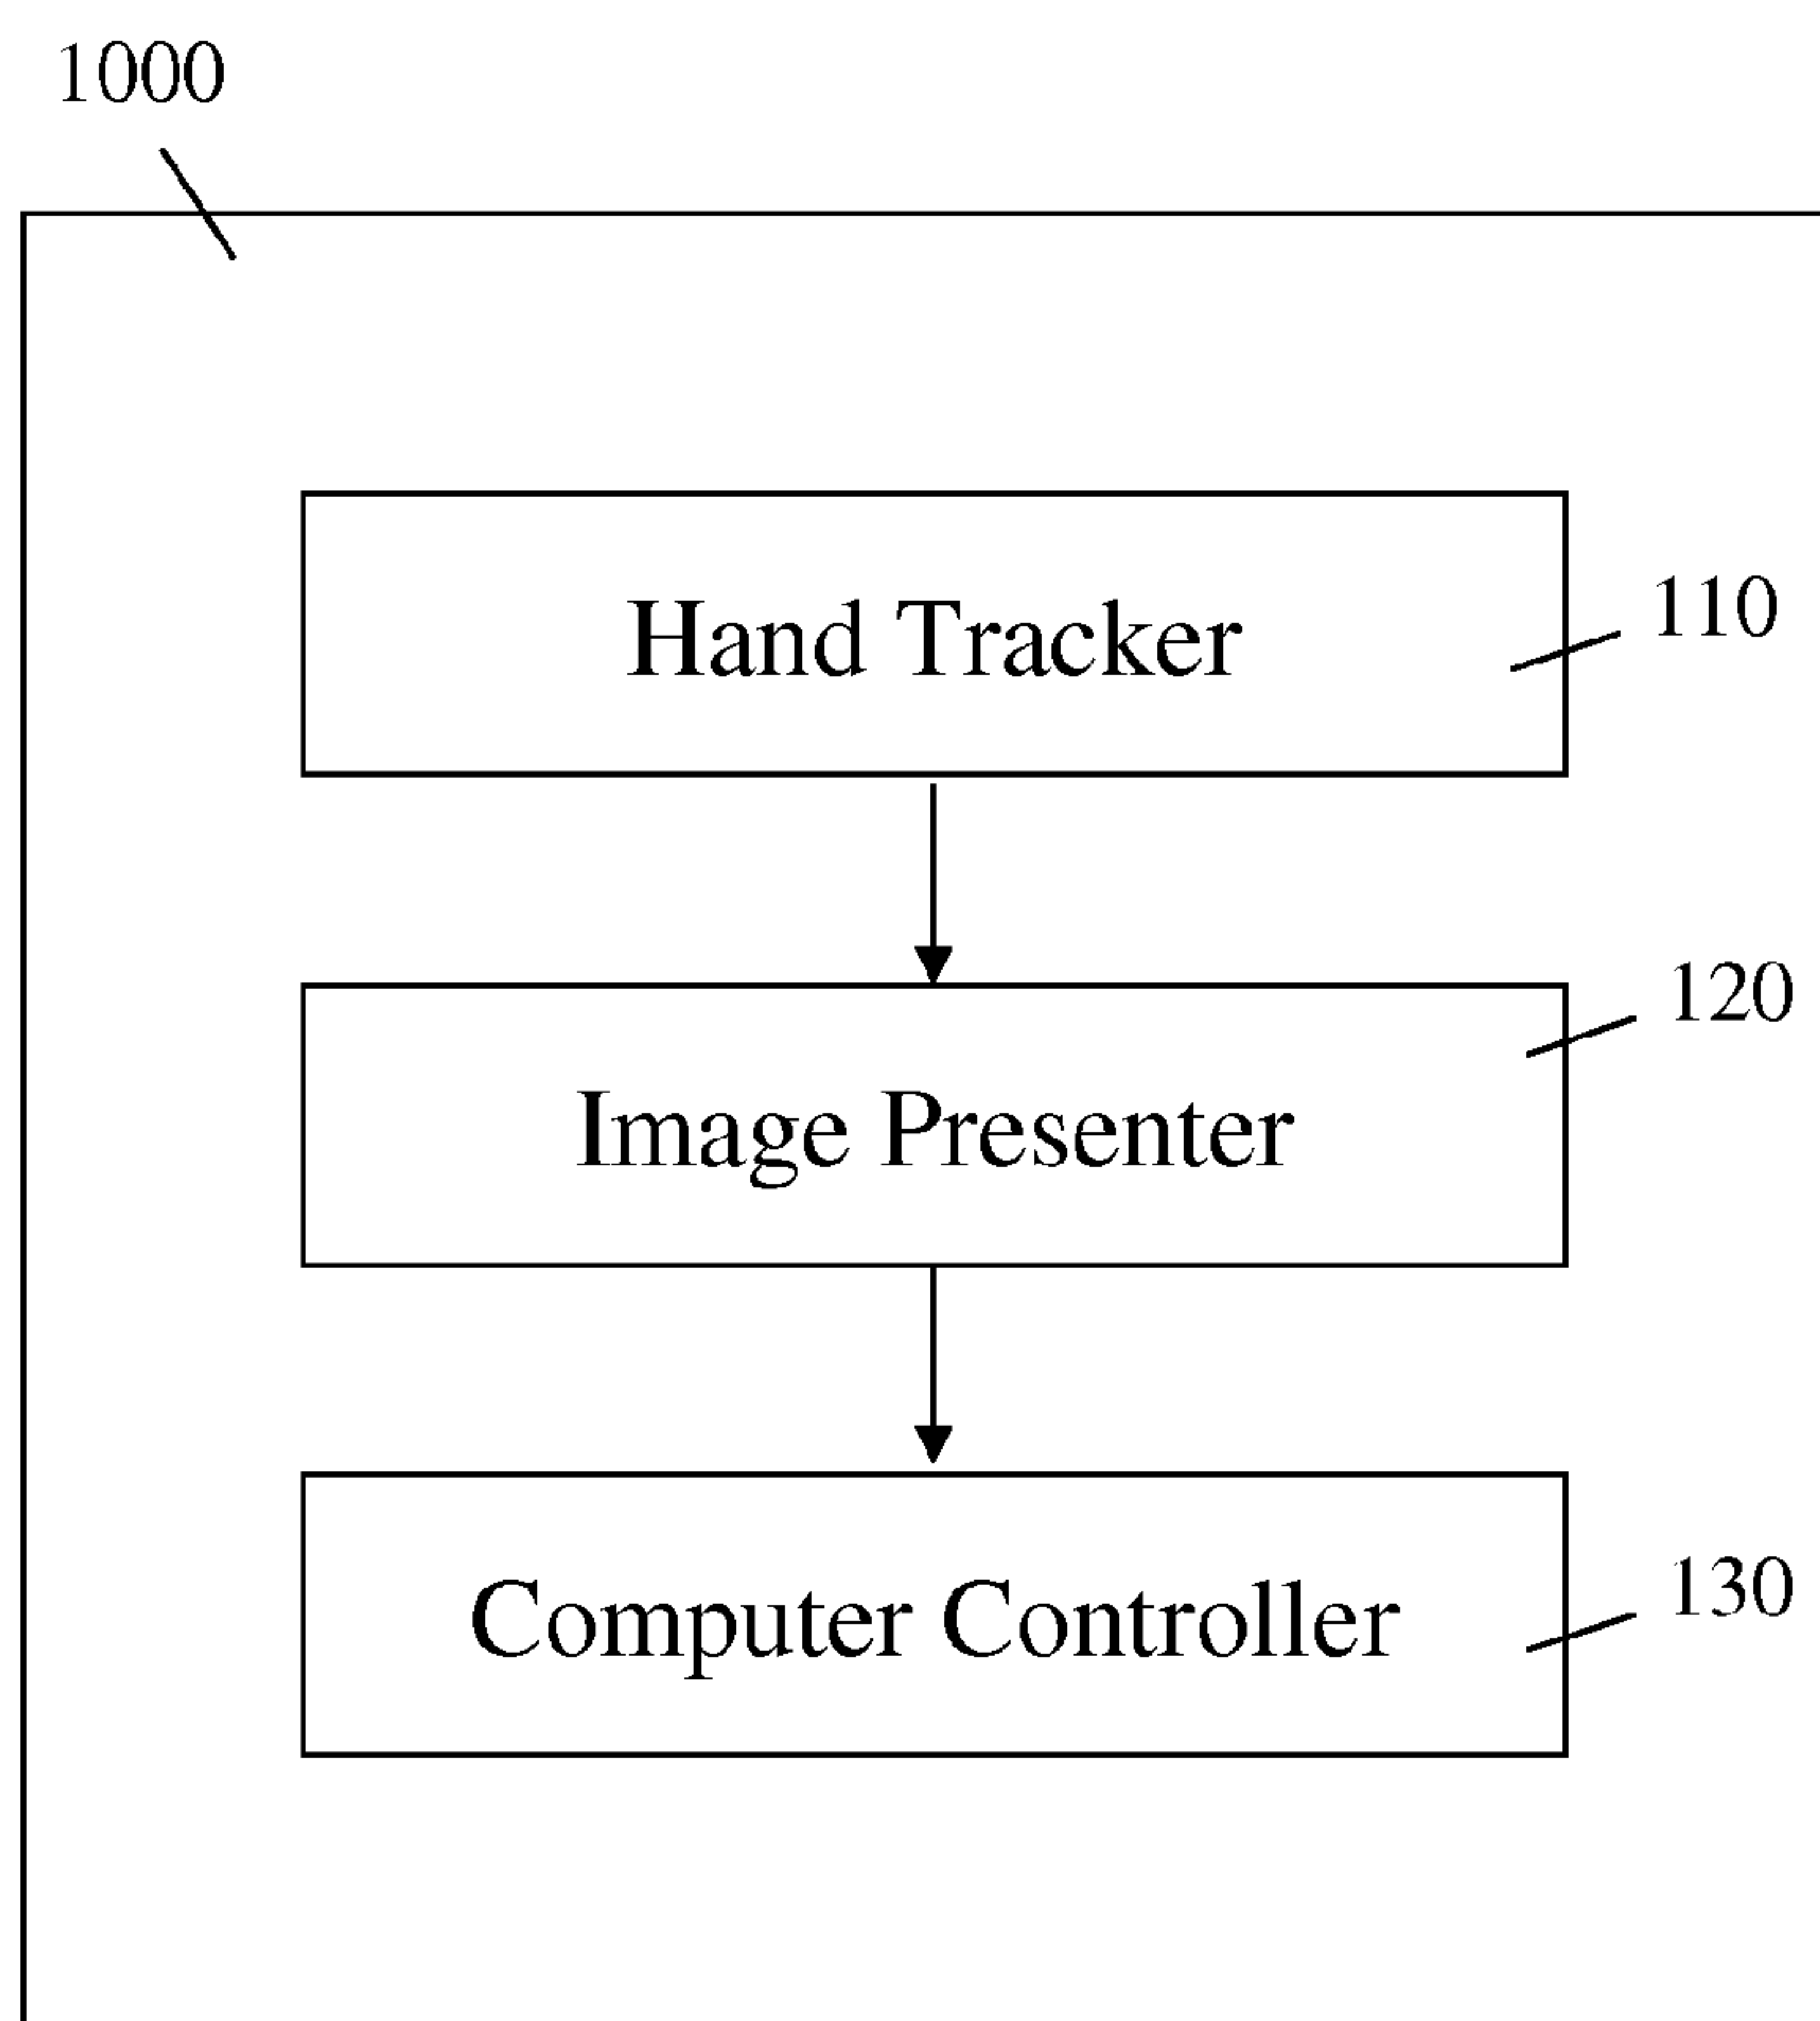 1000
Hand Tracker
110
120
Image Presenter
130
Computer Controller